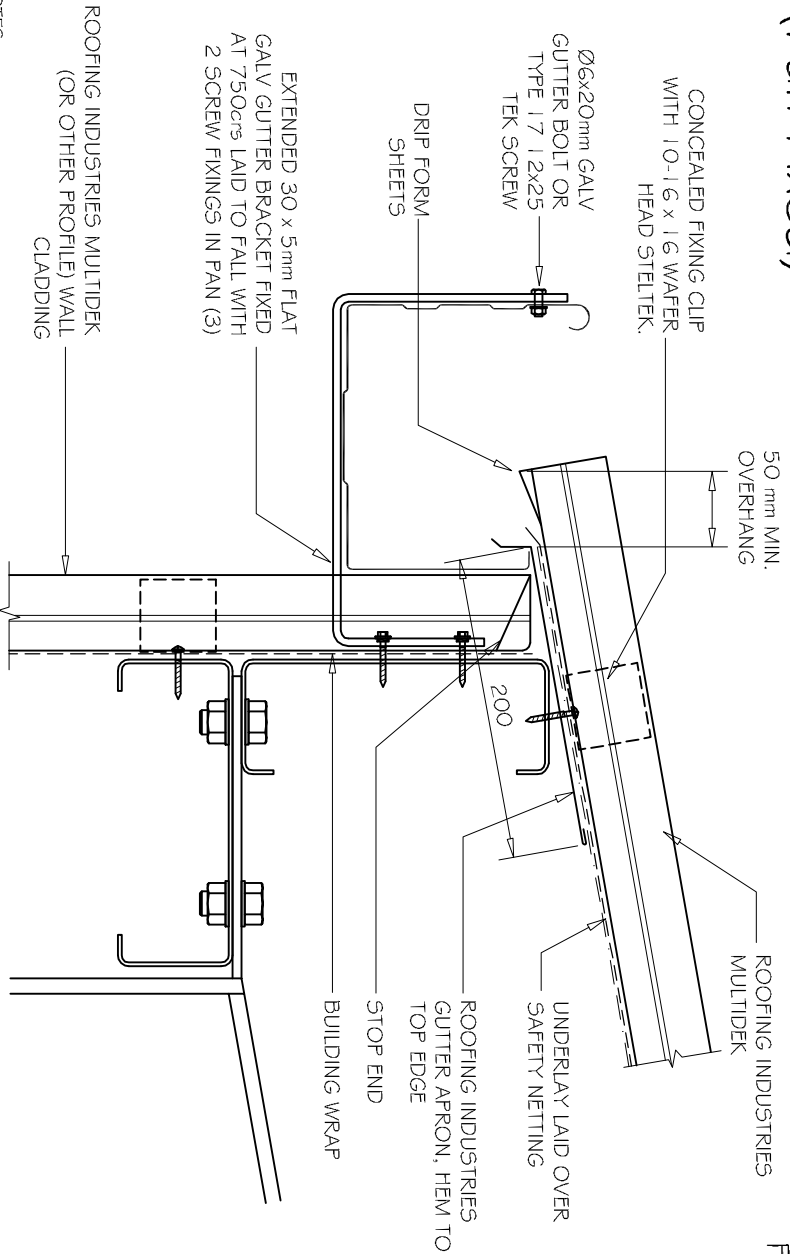 50 mm MIN.
OVERHANG
CONCEALED FIXING CLIP
WITH 10-16 x 16 WAFER
HEAD STELTEK.
Ø6x20mm GALV
GUTTER BOLT OR
TYPE 17 12x25
TEK SCREW
DRIP FORM
SHEETS
EXTENDED 30 x 5mm FLAT
GALV GUTTER BRACKET FIXED
AT 750crs LAID TO FALL WITH
2 SCREW FIXINGS IN PAN (3)
ROOFING INDUSTRIES MULTIDEK
(OR OTHER PROFILE) WALL
CLADDING
200
ROOFING INDUSTRIES
MULTIDEK
UNDERLAY LAID OVER
SAFETY NETTING
ROOFING INDUSTRIES
GUTTER APRON, HEM TO
TOP EDGE
STOP END
BUILDING WRAP